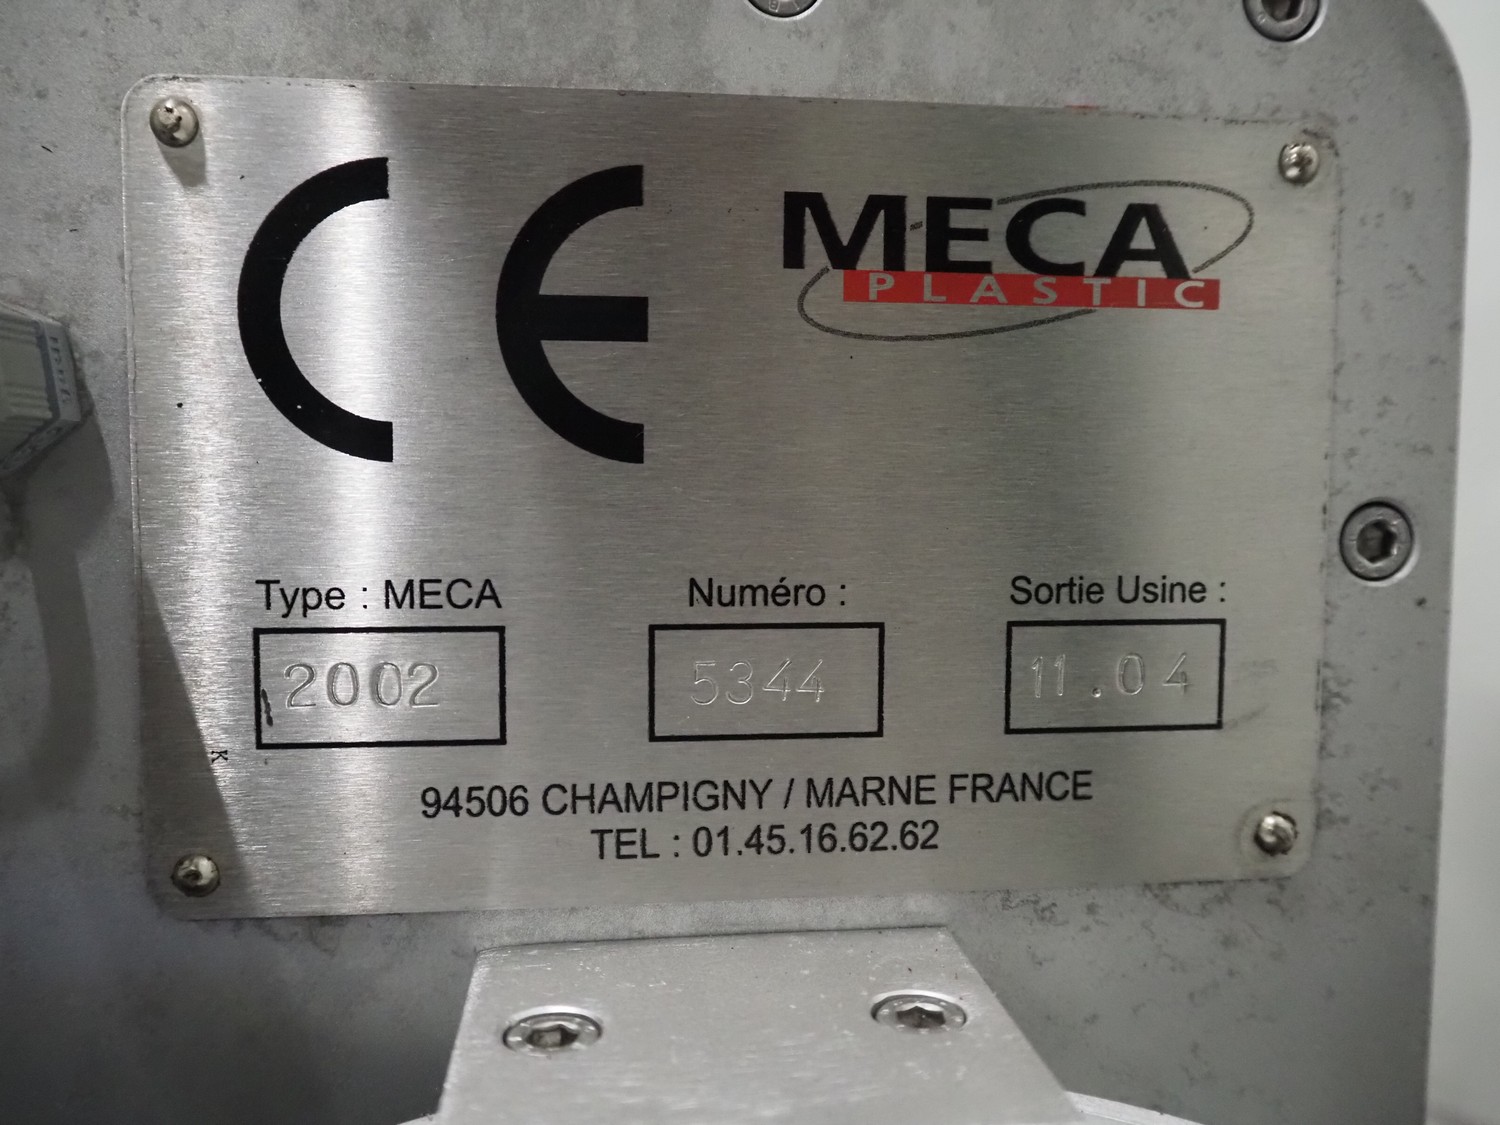 CE
MECA
PLASTIC
Type : MECA
Numéro :
Sortie Usine :
2002
5344
11.04
K
94506 CHAMPIGNY / MARNE FRANCE
TEL : 01.45.16.62.62